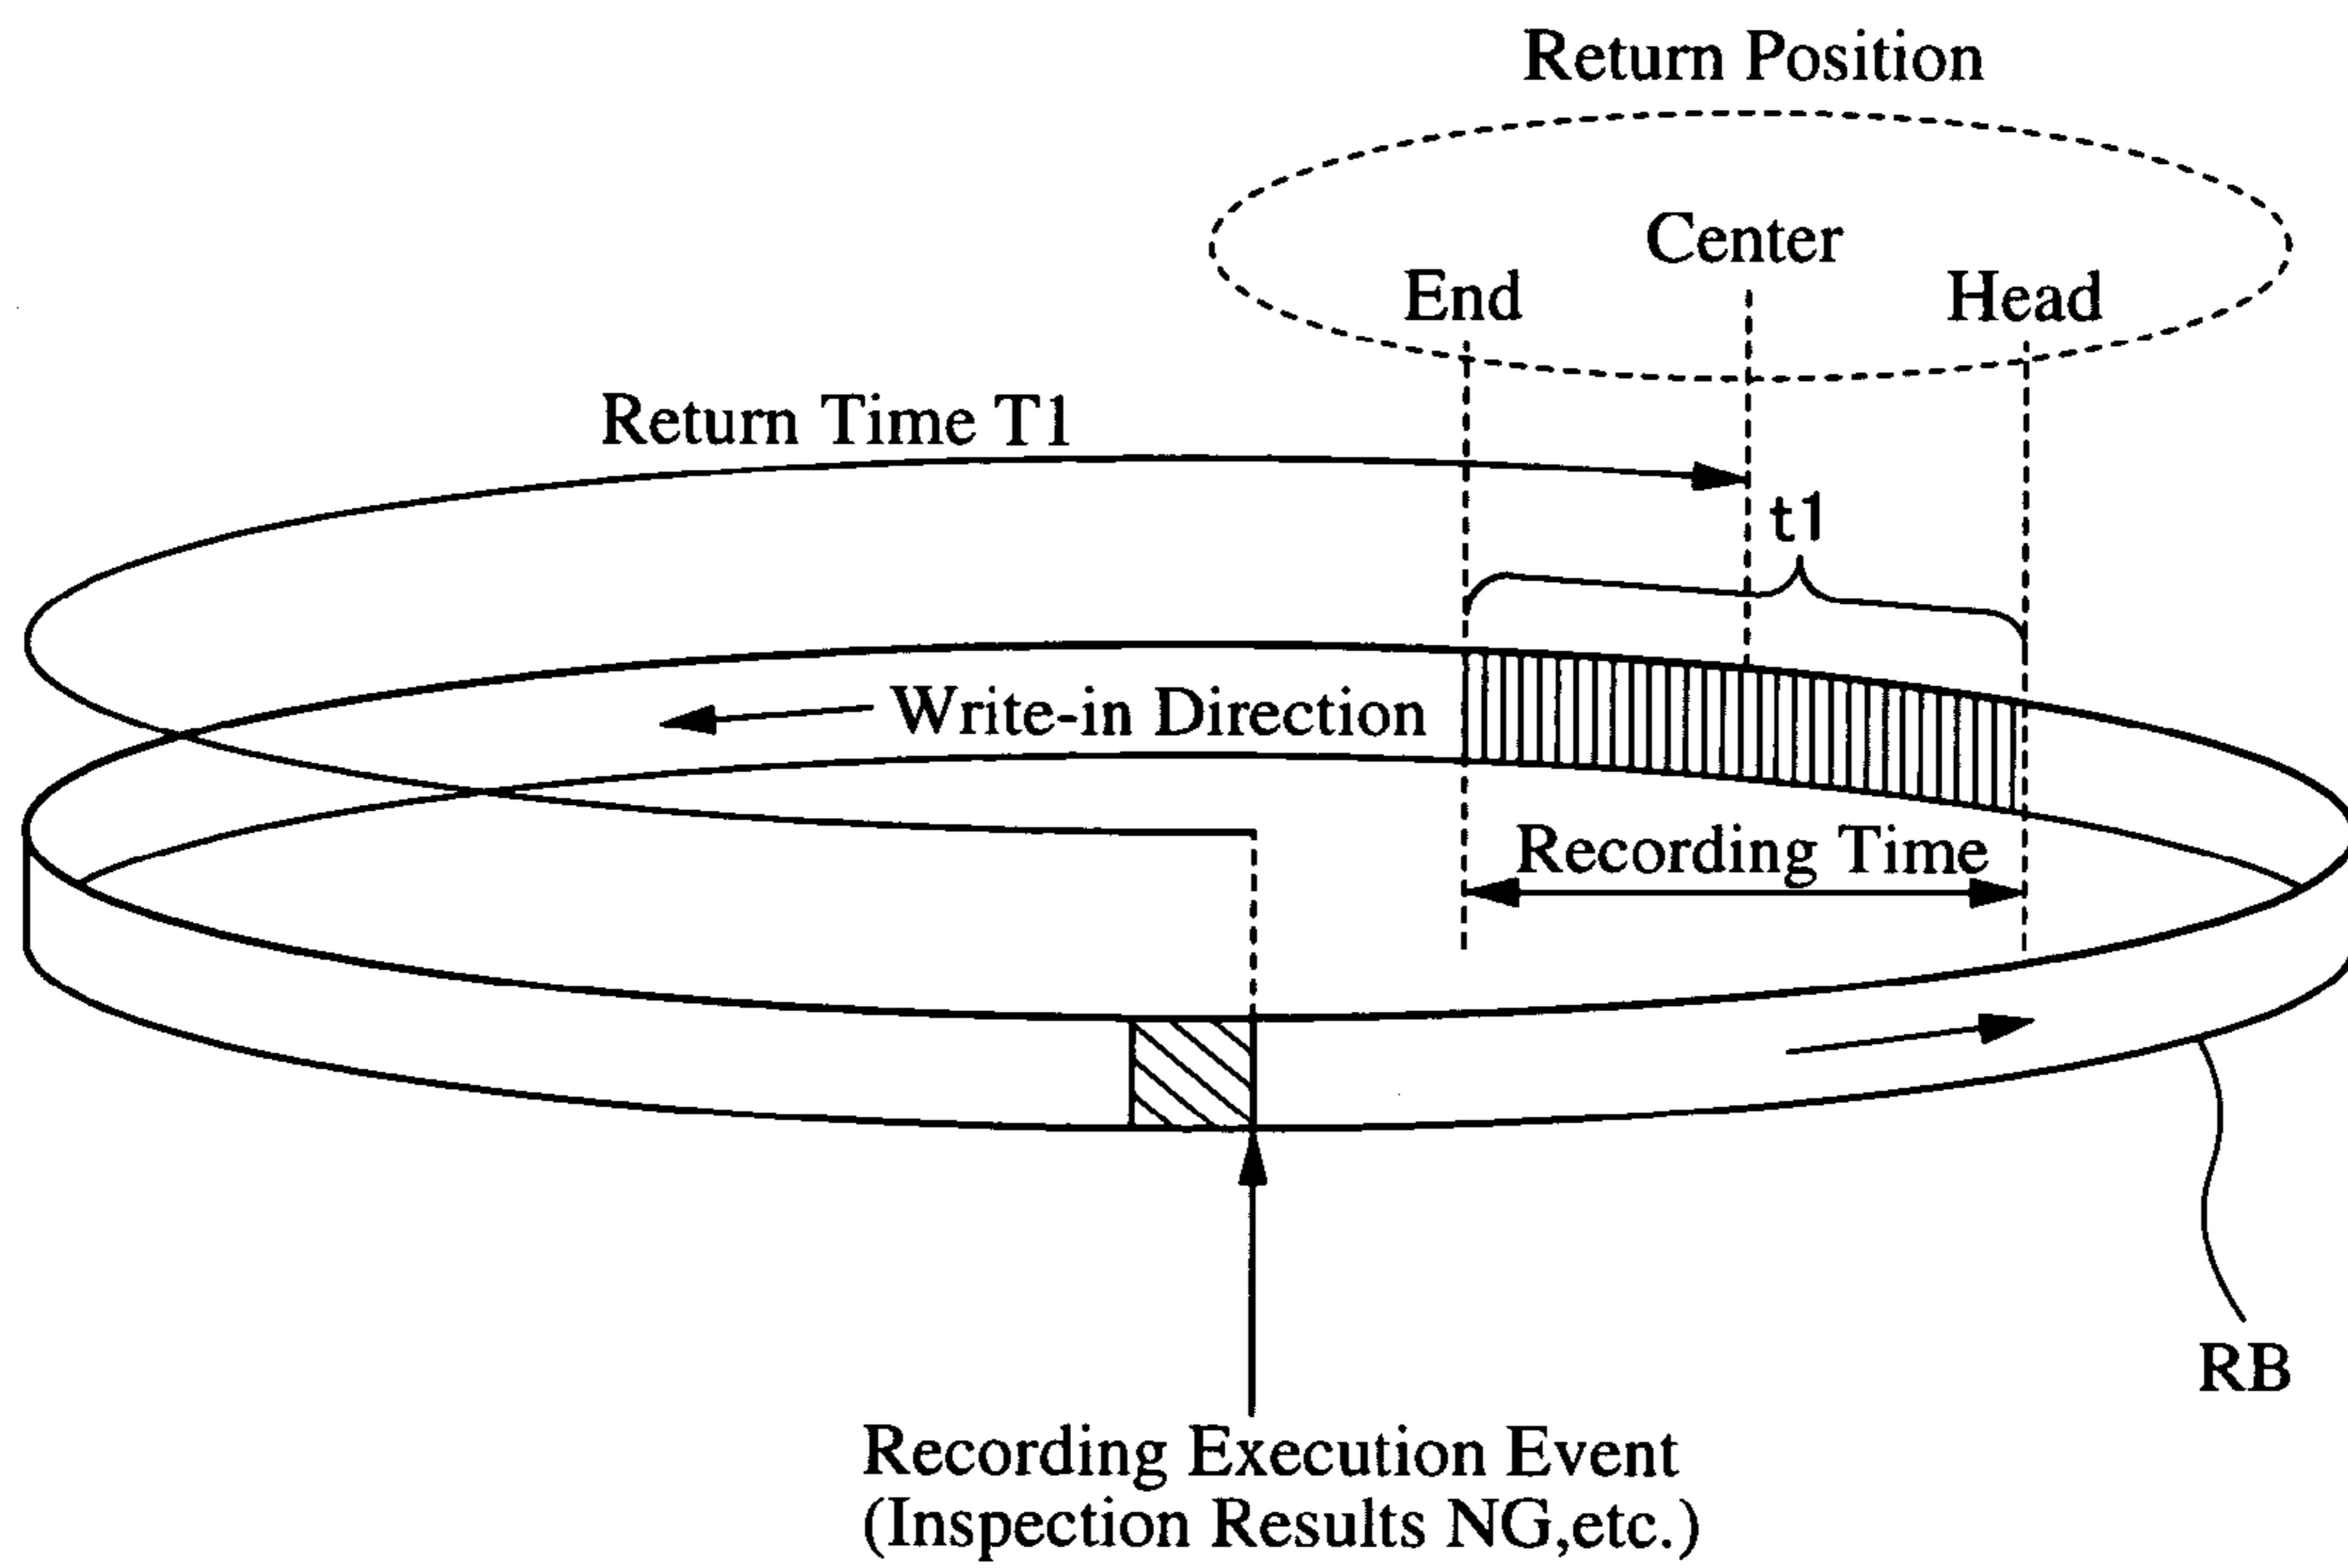 Return Position
Center
End
Head
Return Time T1
t1
Write-in Direction
Recording Time
RB
Recording Execution Event
(Inspection Results NG,etc.)